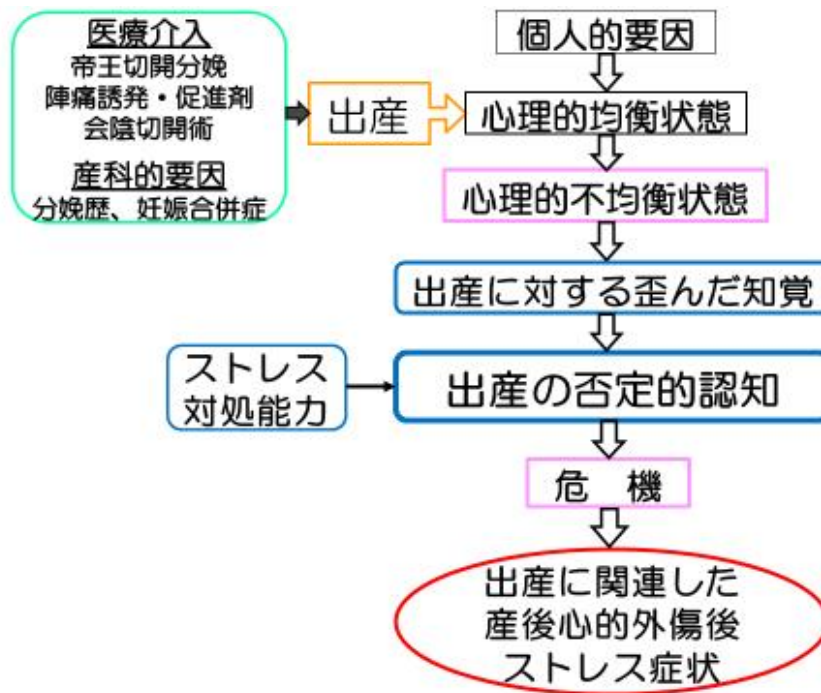 医療介入
帝王切開分娩
陣痛誘発・促進剤
会陰切開術
産科的要因
分娩歴、妊娠合併症
出産
個人的要因
心理的均衡状態
心理的不均衡状態
出産に対する歪んだ知覚
ストレス
対処能力
出産の否定的認知
危 機
出産に関連した
産後心的外傷後
ストレス症状